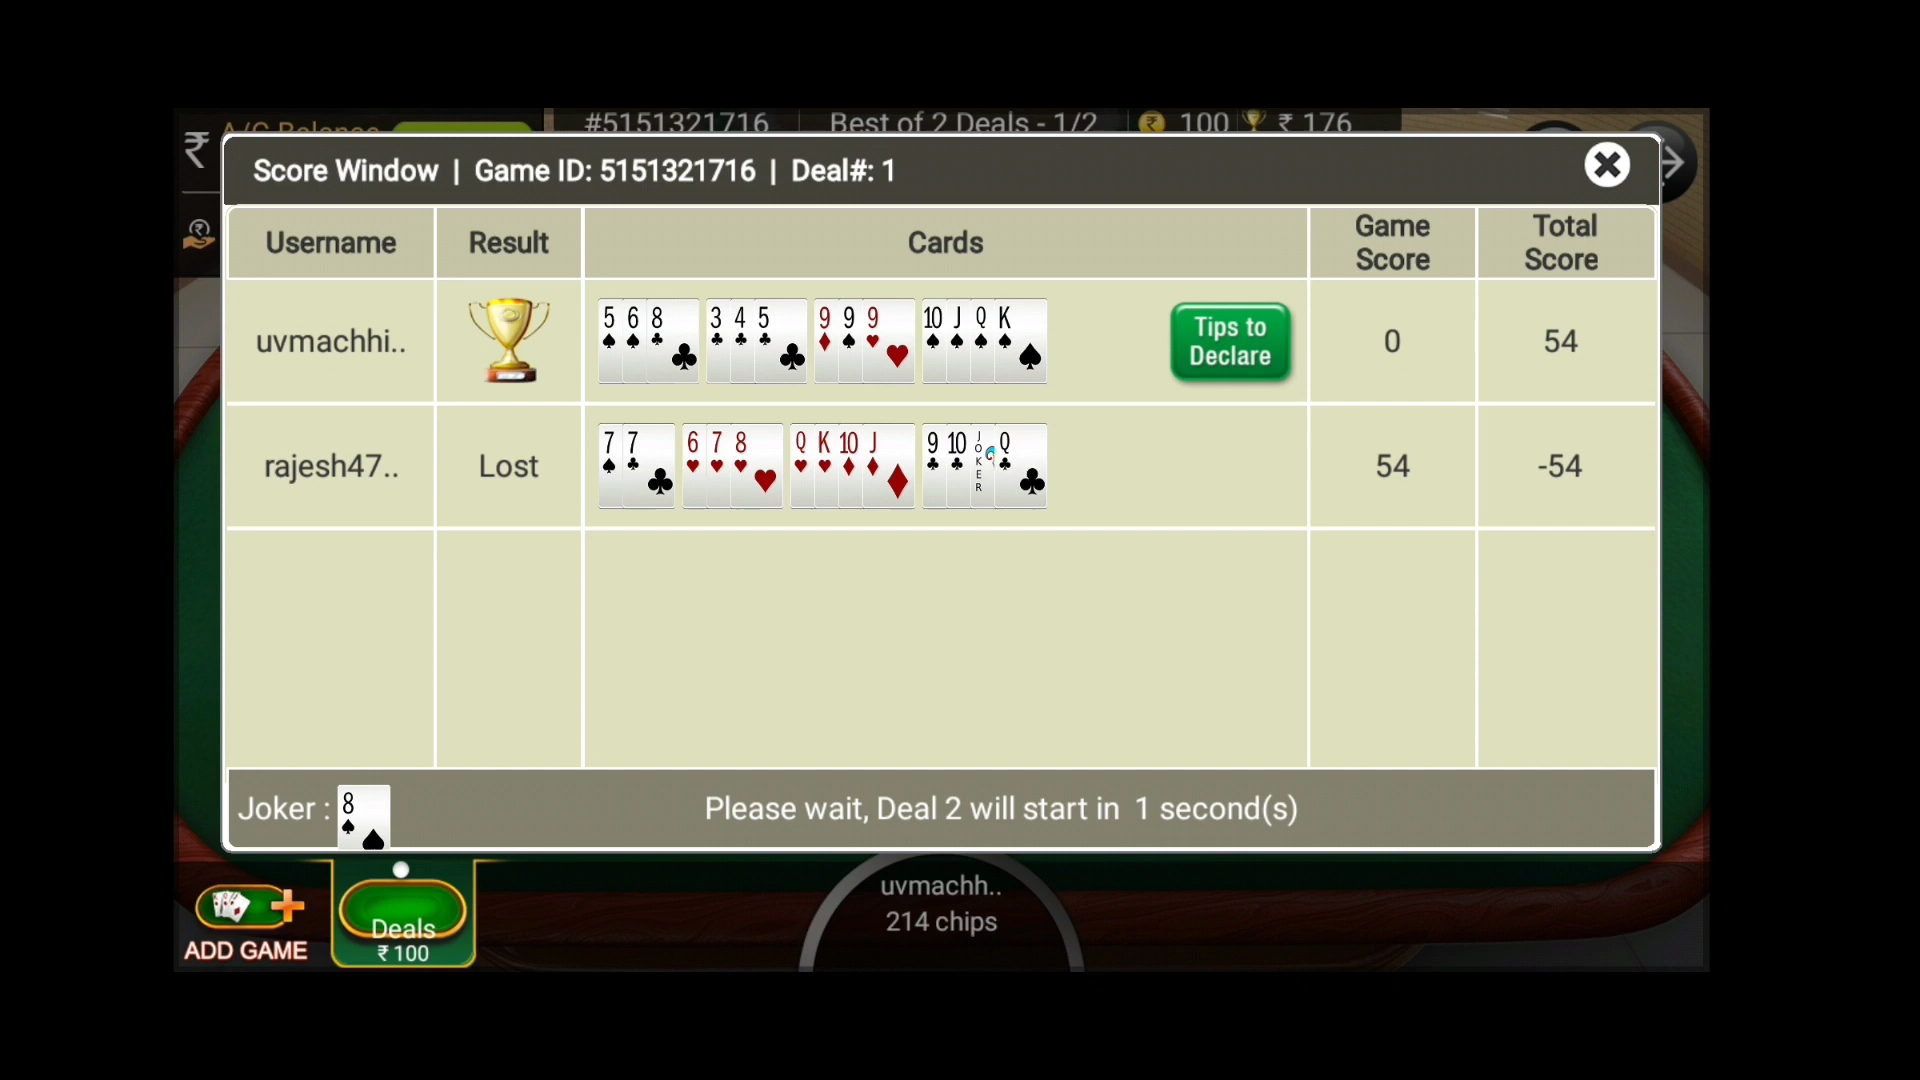 A/C Balance #5151321716 Best of 2 Deals - 1/2 ₹ 100 ₹ 176
₹
Score Window | Game ID: 5151321716 | Deal#: 1
Username Result Cards Game Score Total Score
uvmachhi.. 5 6 8 3 4 5 9 9 9 10 J Q K Tips to Declare 0 54
rajesh47.. Lost 7 7 6 7 8 Q K 10 J 9 10 JOKER Q 54 -54
Joker : 8 Please wait, Deal 2 will start in 1 second(s)
uvmachh..
214 chips
ADD GAME
Deals
₹ 100